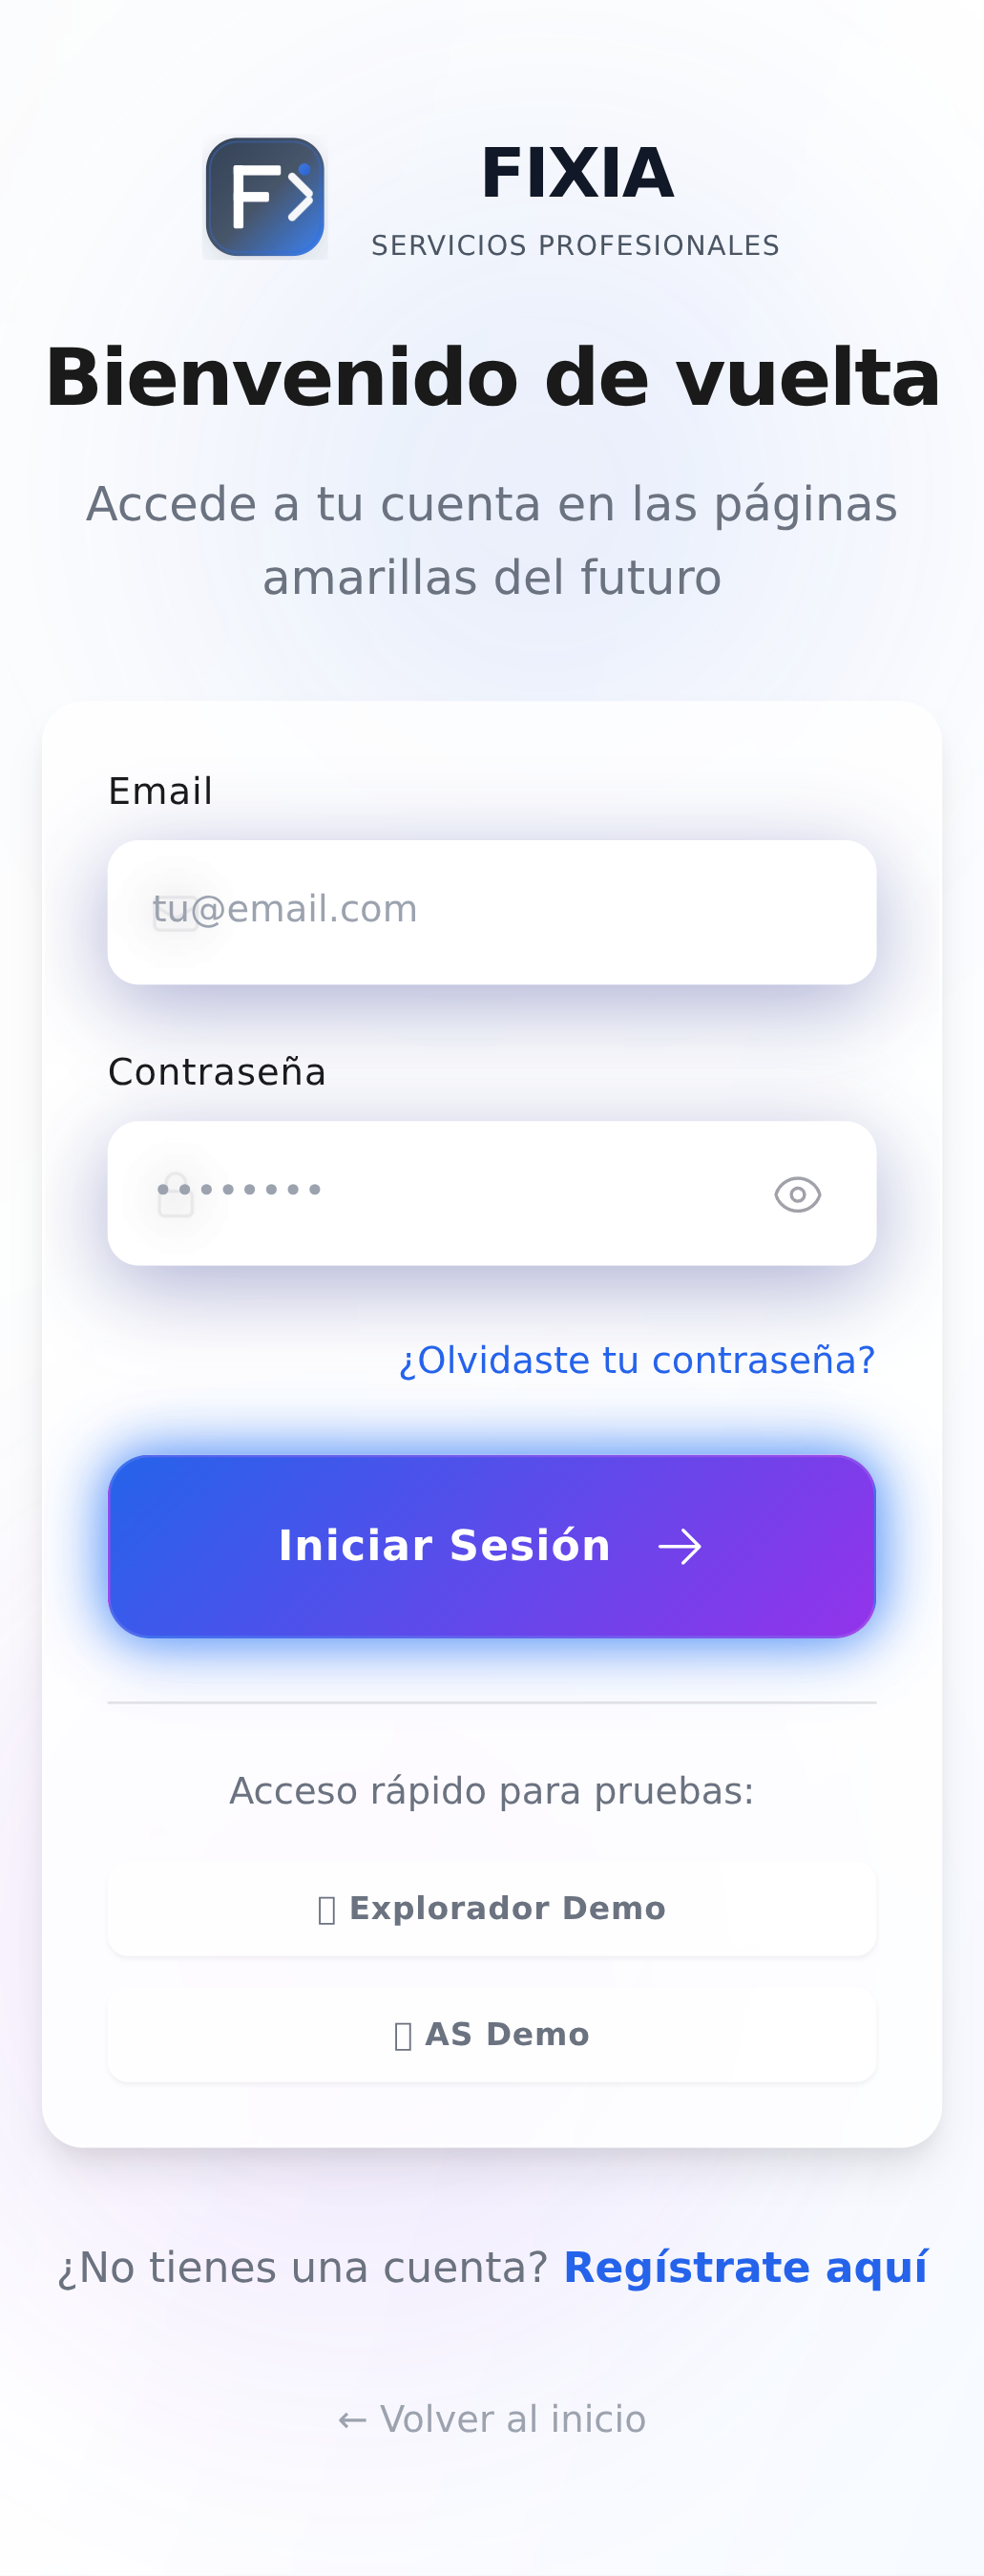 FIXIA
SERVICIOS PROFESIONALES
Bienvenido de vuelta
Accede a tu cuenta en las páginas
amarillas del futuro
Email
tu@email.com
Contraseña
••••••••
¿Olvidaste tu contraseña?
Iniciar Sesión →
Acceso rápido para pruebas:
Explorador Demo
AS Demo
¿No tienes una cuenta? Regístrate aquí
← Volver al inicio